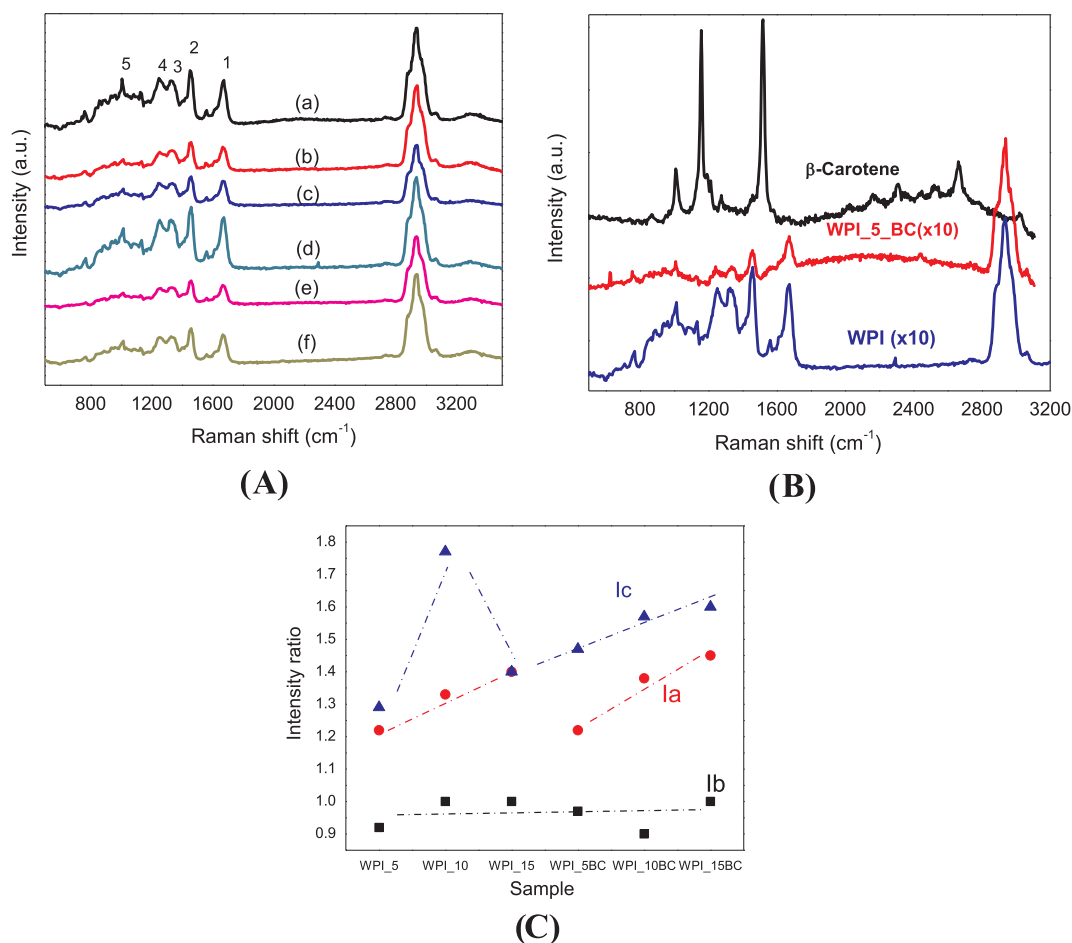 5
4
3
2
1
(a)
(b)
(c)
(d)
(e)
(f)
Intensity (a.u.)
800 1200 1600 2000 2400 2800 3200
Raman shift (cm-1)
(A)
β-Carotene
WPI_5_BC(x10)
WPI (x10)
Intensity (a.u.)
800 1200 1600 2000 2400 2800 3200
Raman shift (cm-1)
(B)
1.8
1.7
1.6
1.5
1.4
1.3
1.2
1.1
1.0
0.9
Intensity ratio
Ic
Ia
Ib
WPI_5 WPI_10 WPI_15 WPI_5BC WPI_10BC WPI_15BC
Sample
(C)